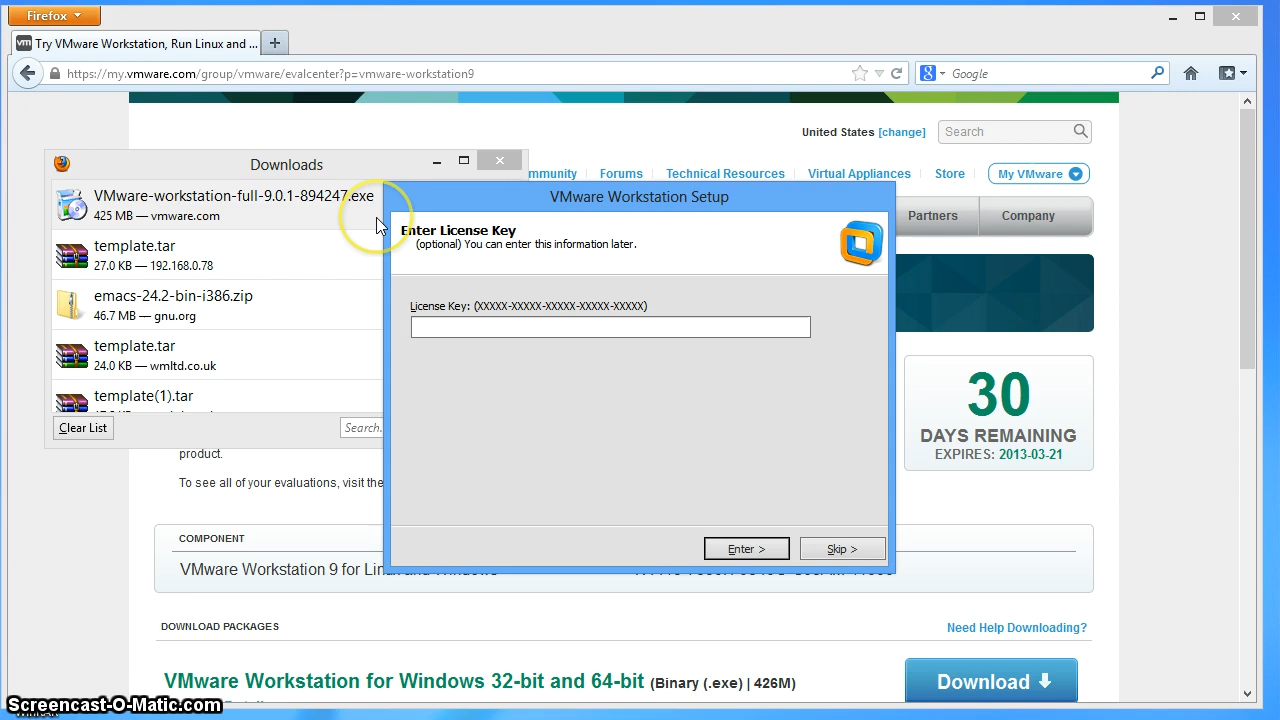 Firefox
Try VMware Workstation, Run Linux and ...
https://my.vmware.com/group/vmware/evalcenter?p=vmware-workstation9
Google
United States [change]
Search
Downloads
Forums
Technical Resources
Virtual Appliances
Store
My VMware
VMware-workstation-full-9.0.1-894247.exe
425 MB — vmware.com
VMware Workstation Setup
Partners
Company
Enter License Key
(optional) You can enter this information later.
template.tar
27.0 KB — 192.168.0.78
emacs-24.2-bin-i386.zip
46.7 MB — gnu.org
License Key: (XXXXX-XXXXX-XXXXX-XXXXX-XXXXX)
template.tar
24.0 KB — wmltd.co.uk
template(1).tar
Clear List
Search...
30
DAYS REMAINING
EXPIRES: 2013-03-21
product.
To see all of your evaluations, visit the
COMPONENT
Enter >
Skip >
VMware Workstation 9 for Linux and Windows
DOWNLOAD PACKAGES
Need Help Downloading?
VMware Workstation for Windows 32-bit and 64-bit (Binary (.exe) | 426M)
Download
Screencast-O-Matic.com